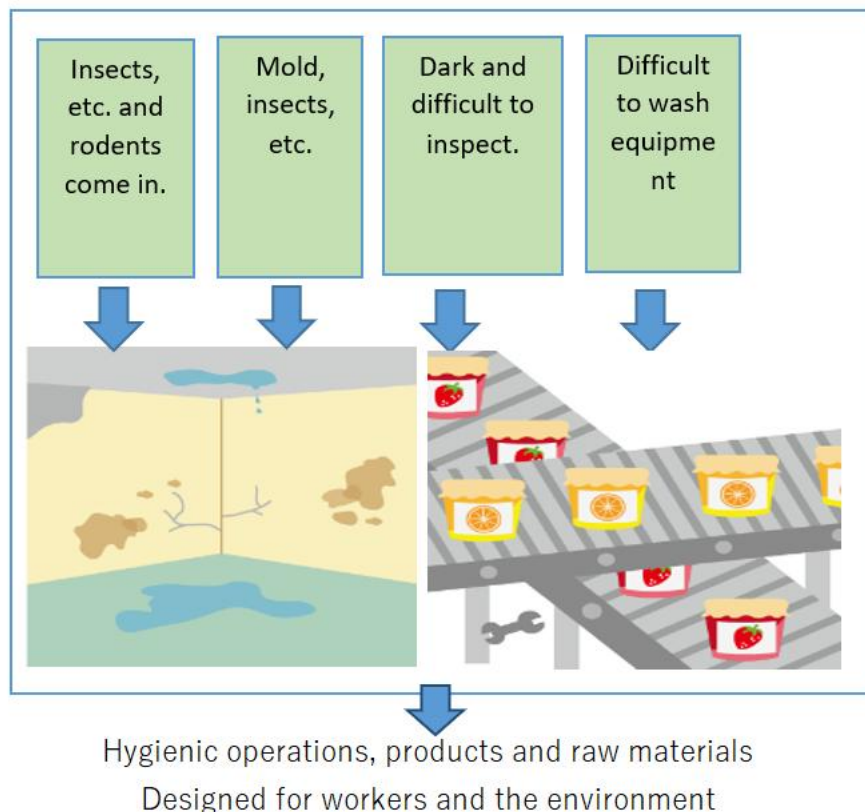 Insects,
etc. and
rodents
come in.
Mold,
insects,
etc.
Dark and
difficult to
inspect.
Difficult
to wash
equipme
nt
Hygienic operations, products and raw materials
Designed for workers and the environment